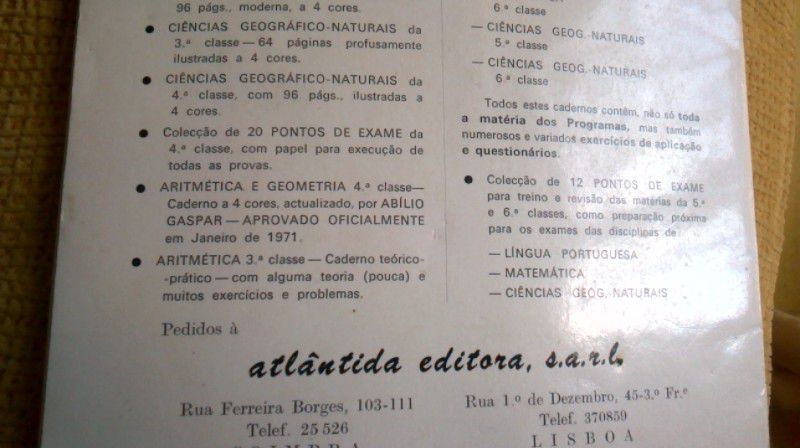 96 págs., moderna, a 4 cores.
● CIÊNCIAS GEOGRÁFICO-NATURAIS da
3.ª classe — 64 páginas profusamente
ilustradas a 4 cores.
● CIÊNCIAS GEOGRÁFICO-NATURAIS da
4.ª classe, com 96 págs., ilustradas a
4 cores.
● Colecção de 20 PONTOS DE EXAME da
4.ª classe, com papel para execução de
todas as provas.
● ARITMÉTICA E GEOMETRIA 4.ª classe —
Caderno a 4 cores, actualizado, por ABÍLIO
GASPAR — APROVADO OFICIALMENTE
em Janeiro de 1971.
● ARITMÉTICA 3.ª classe — Caderno teórico-
-prático — com alguma teoria (pouca) e
muitos exercícios e problemas.
6.ª classe
— CIÊNCIAS GEOG.-NATURAIS
5.ª classe
— CIÊNCIAS GEOG.-NATURAIS
6.ª classe
Todos estes cadernos contêm, não só toda
a matéria dos Programas, mas também
numerosos e variados exercícios de aplicação
e questionários.
● Colecção de 12 PONTOS DE EXAME
para treino e revisão das matérias da 5.ª
e 6.ª classes, como preparação próxima
para os exames das disciplinas de
— LÍNGUA PORTUGUESA
— MATEMÁTICA
— CIÊNCIAS GEOG. NATURAIS
Pedidos à
atlântida editora, s.a.r.l.
Rua Ferreira Borges, 103-111
Telef. 25 526
COIMBRA
Rua 1.º de Dezembro, 45-3.º Fr.e
Telef. 370859
LISBOA